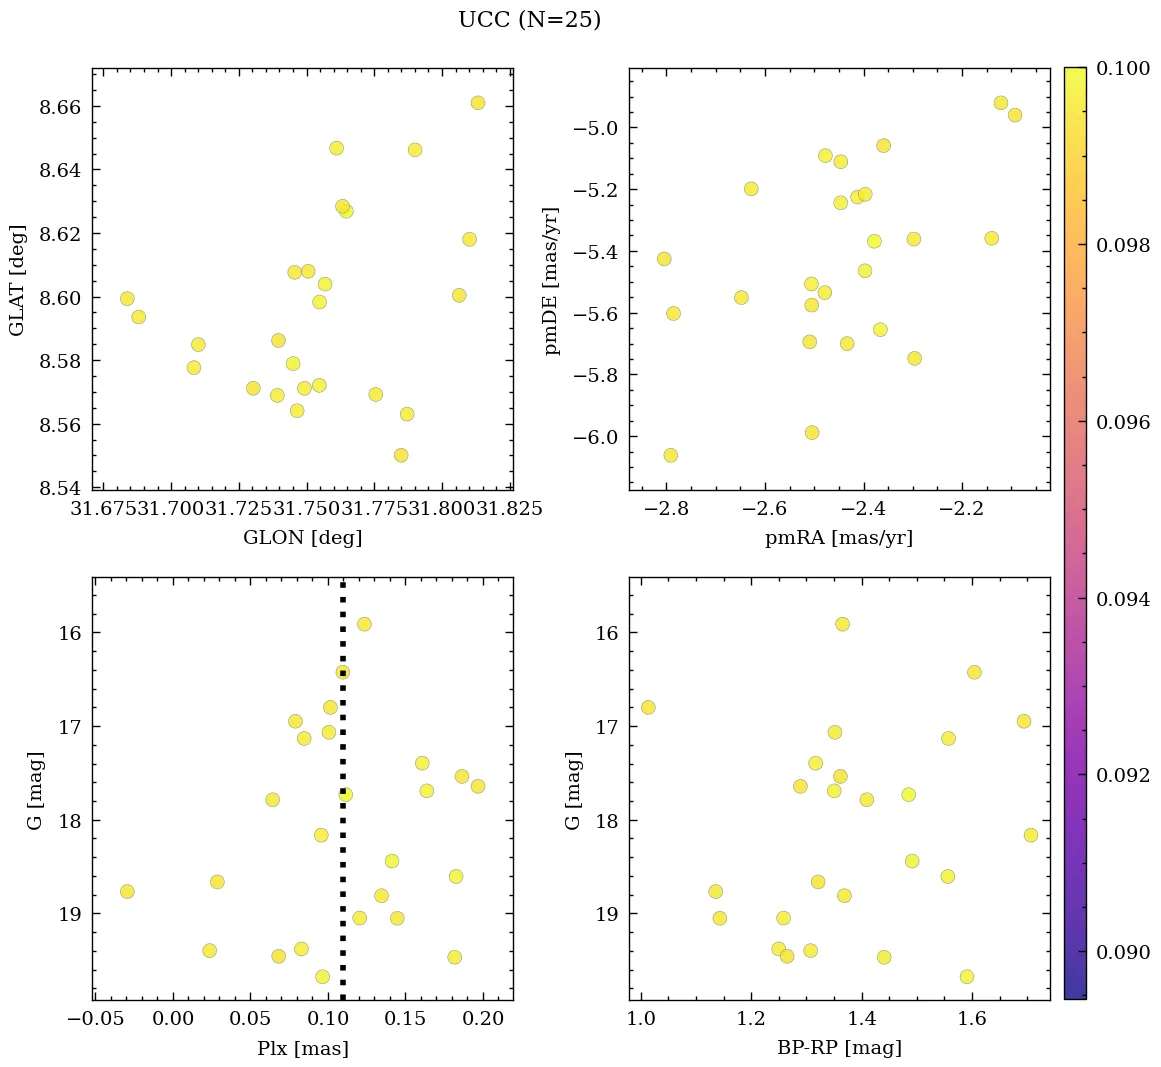 UCC (N=25)
8.66
8.64
8.62
8.60
8.58
8.56
8.54
GLAT [deg]
31.675 31.700 31.725 31.750 31.775 31.800 31.825
GLON [deg]
−5.0
−5.2
−5.4
−5.6
−5.8
−6.0
pmDE [mas/yr]
−2.8 −2.6 −2.4 −2.2
pmRA [mas/yr]
16
17
18
19
G [mag]
−0.05 0.00 0.05 0.10 0.15 0.20
Plx [mas]
16
17
18
19
G [mag]
1.0 1.2 1.4 1.6
BP-RP [mag]
0.100
0.098
0.096
0.094
0.092
0.090